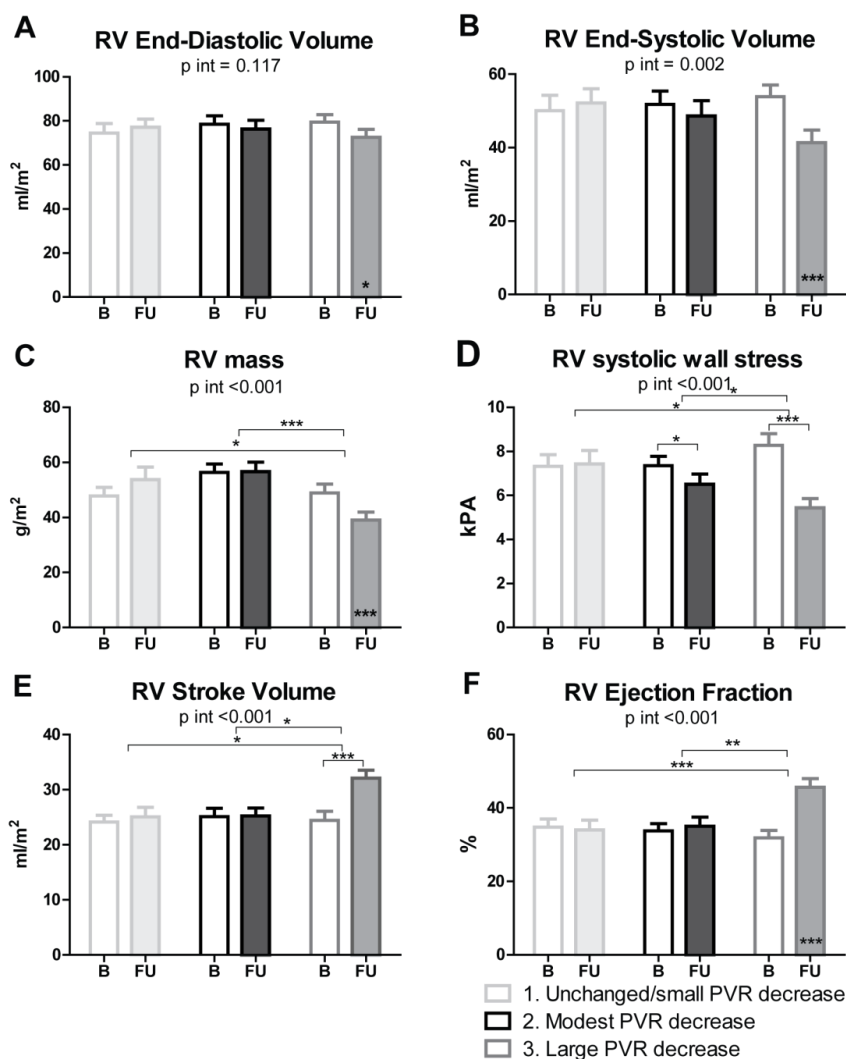 A
RV End-Diastolic Volume
p int = 0.117
ml/m²
100
80
60
40
20
0
*
B FU B FU B FU
B
RV End-Systolic Volume
p int = 0.002
ml/m²
60
40
20
0
***
B FU B FU B FU
C
RV mass
p int <0.001
g/m²
80
60
40
20
0
***
*
***
B FU B FU B FU
D
RV systolic wall stress
p int <0.001
kPA
10
8
6
4
2
0
*
*
***
*
B FU B FU B FU
E
RV Stroke Volume
p int <0.001
ml/m²
40
30
20
10
0
*
*
***
B FU B FU B FU
F
RV Ejection Fraction
p int <0.001
%
60
40
20
0
**
***
***
B FU B FU B FU
1. Unchanged/small PVR decrease
2. Modest PVR decrease
3. Large PVR decrease